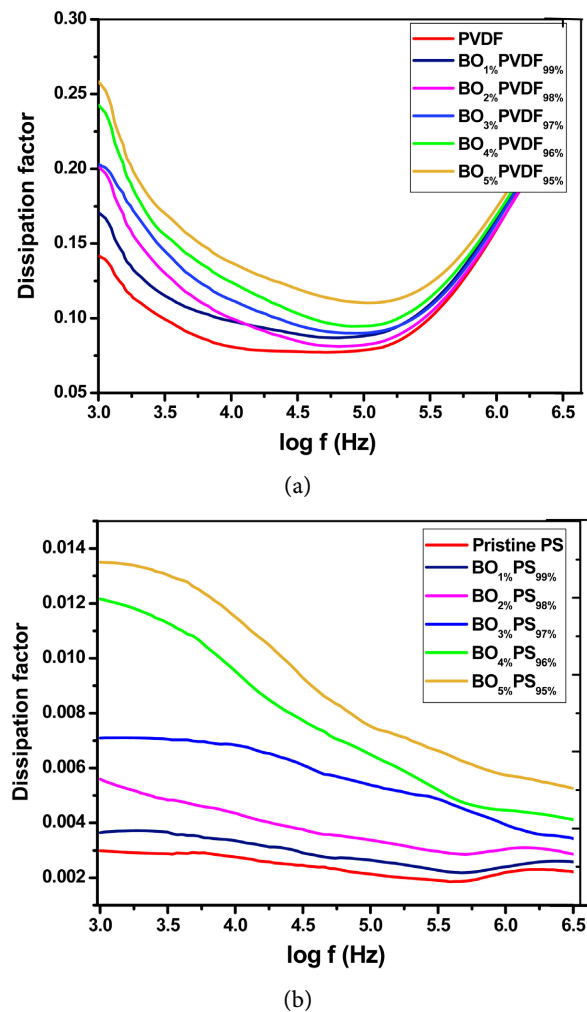 0.30
0.25
0.20
0.15
0.10
0.05
Dissipation factor
PVDF
BO1%PVDF99%
BO2%PVDF98%
BO3%PVDF97%
BO4%PVDF96%
BO5%PVDF95%
3.0 3.5 4.0 4.5 5.0 5.5 6.0 6.5
log f (Hz)
(a)
0.014
0.012
0.010
0.008
0.006
0.004
0.002
Dissipation factor
Pristine PS
BO1%PS99%
BO2%PS98%
BO3%PS97%
BO4%PS96%
BO5%PS95%
3.0 3.5 4.0 4.5 5.0 5.5 6.0 6.5
log f (Hz)
(b)